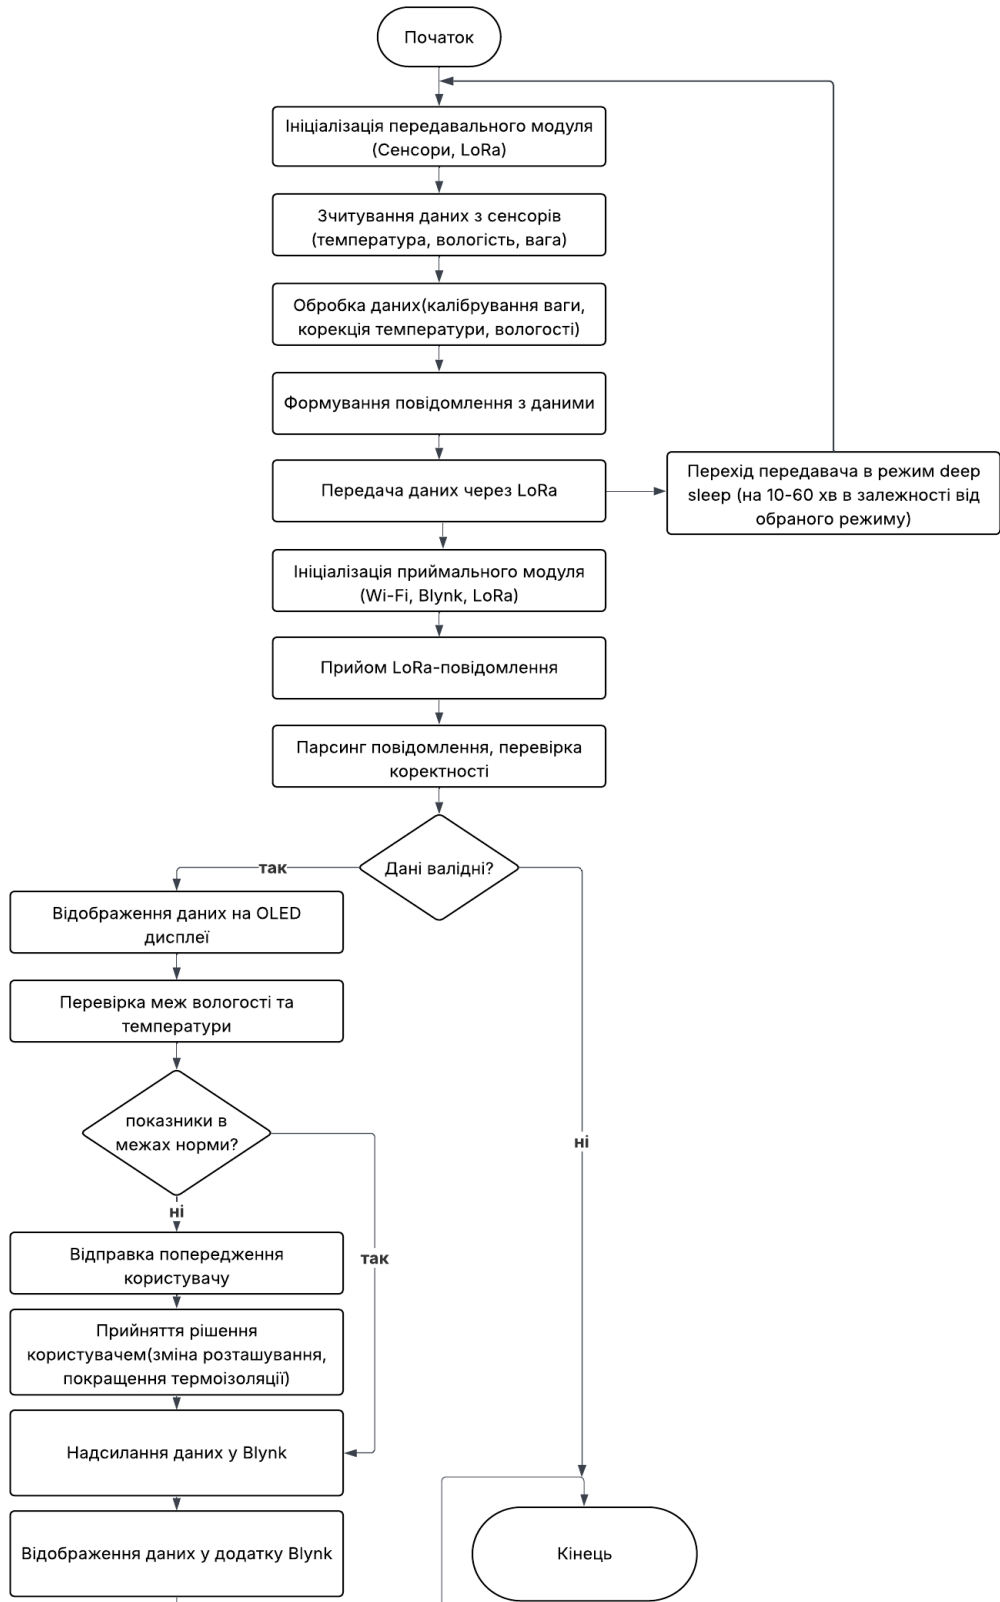 Початок
Ініціалізація передавального модуля
(Сенсори, LoRa)
Зчитування даних з сенсорів
(температура, вологість, вага)
Обробка даних(калібрування ваги,
корекція температури, вологості)
Формування повідомлення з даними
Передача даних через LoRa
Перехід передавача в режим deep
sleep (на 10-60 хв в залежності від
обраного режиму)
Ініціалізація приймального модуля
(Wi-Fi, Blynk, LoRa)
Прийом LoRa-повідомлення
Парсинг повідомлення, перевірка
коректності
Дані валідні?
так
Відображення даних на OLED
дисплеї
Перевірка меж вологості та
температури
показники в
межах норми?
ні
ні
Відправка попередження
користувачу
так
Прийняття рішення
користувачем(зміна розташування,
покращення термоізоляції)
Надсилання даних у Blynk
Відображення даних у додатку Blynk
Кінець